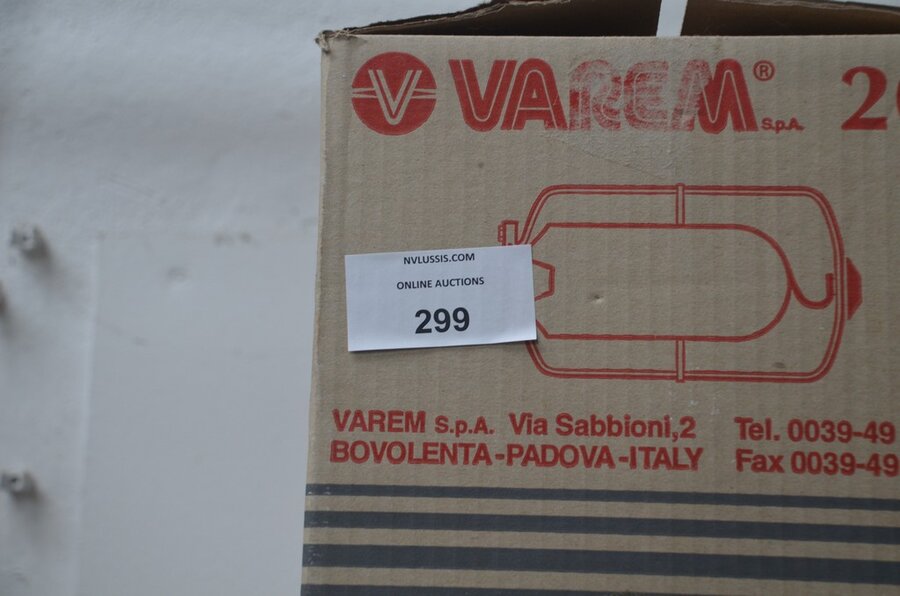 V VAREM® S.p.A.
NVLUSSIS.COM
ONLINE AUCTIONS
299
VAREM S.p.A. Via Sabbioni,2 Tel. 0039-49
BOVOLENTA-PADOVA-ITALY Fax 0039-49